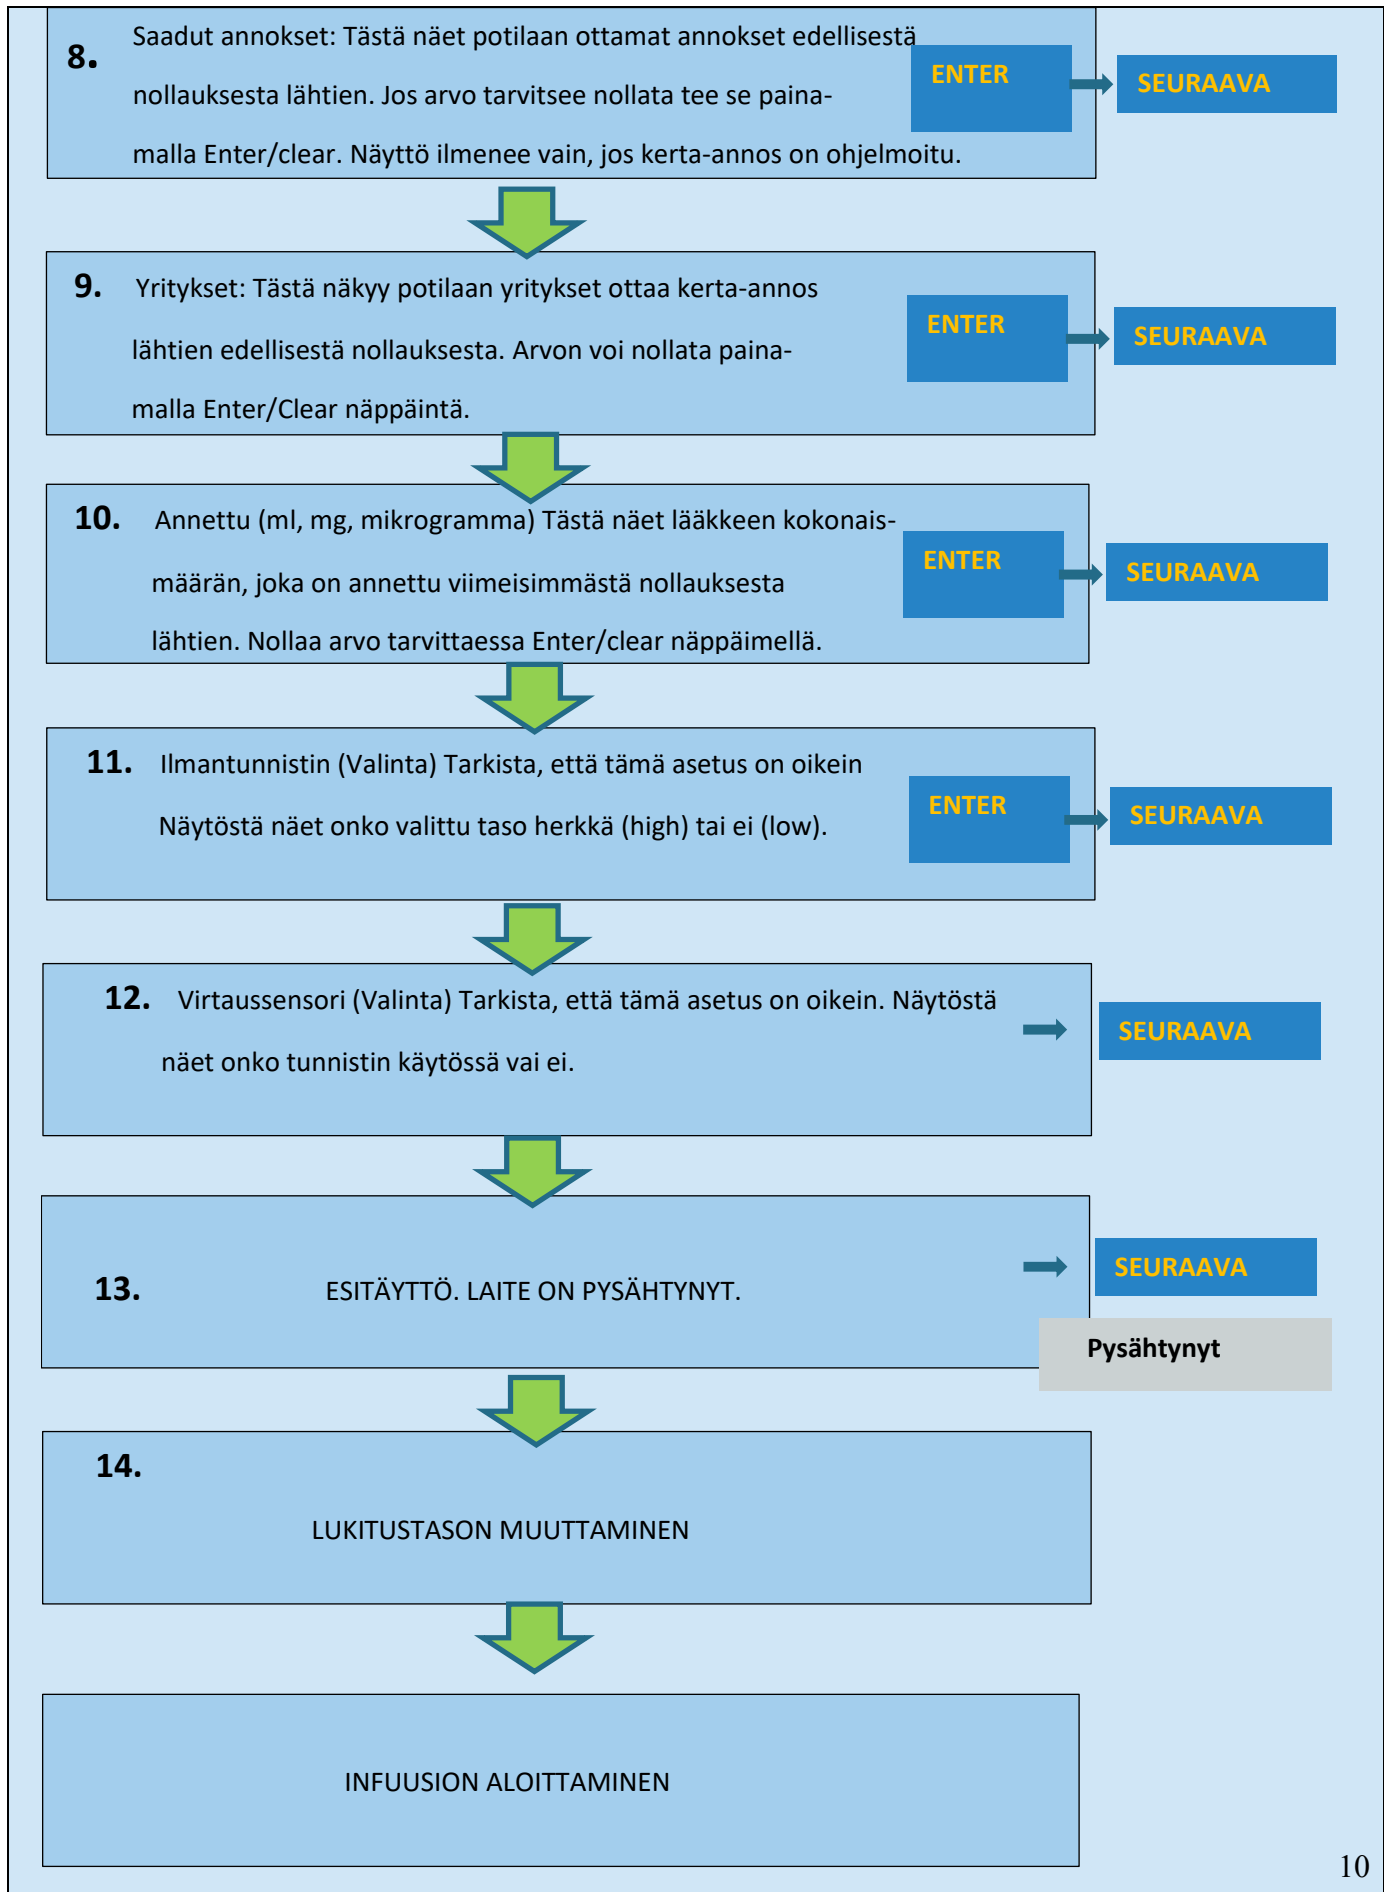 8. Saadut annokset: Tästä näet potilaan ottamat annokset edellisestä
nollauksesta lähtien. Jos arvo tarvitsee nollata tee se paina-
malla Enter/clear. Näyttö ilmenee vain, jos kerta-annos on ohjelmoitu.
ENTER
SEURAAVA
9. Yritykset: Tästä näkyy potilaan yritykset ottaa kerta-annos
lähtien edellisestä nollauksesta. Arvon voi nollata paina-
malla Enter/Clear näppäintä.
ENTER
SEURAAVA
10. Annettu (ml, mg, mikrogramma) Tästä näet lääkkeen kokonais-
määrän, joka on annettu viimeisimmästä nollauksesta
lähtien. Nollaa arvo tarvittaessa Enter/clear näppäimellä.
ENTER
SEURAAVA
11. Ilmantunnistin (Valinta) Tarkista, että tämä asetus on oikein
Näytöstä näet onko valittu taso herkkä (high) tai ei (low).
ENTER
SEURAAVA
12. Virtaussensori (Valinta) Tarkista, että tämä asetus on oikein. Näytöstä
näet onko tunnistin käytössä vai ei.
SEURAAVA
13. ESITÄYTTÖ. LAITE ON PYSÄHTYNYT.
SEURAAVA
Pysähtynyt
14.
LUKITUSTASON MUUTTAMINEN
INFUUSION ALOITTAMINEN
10